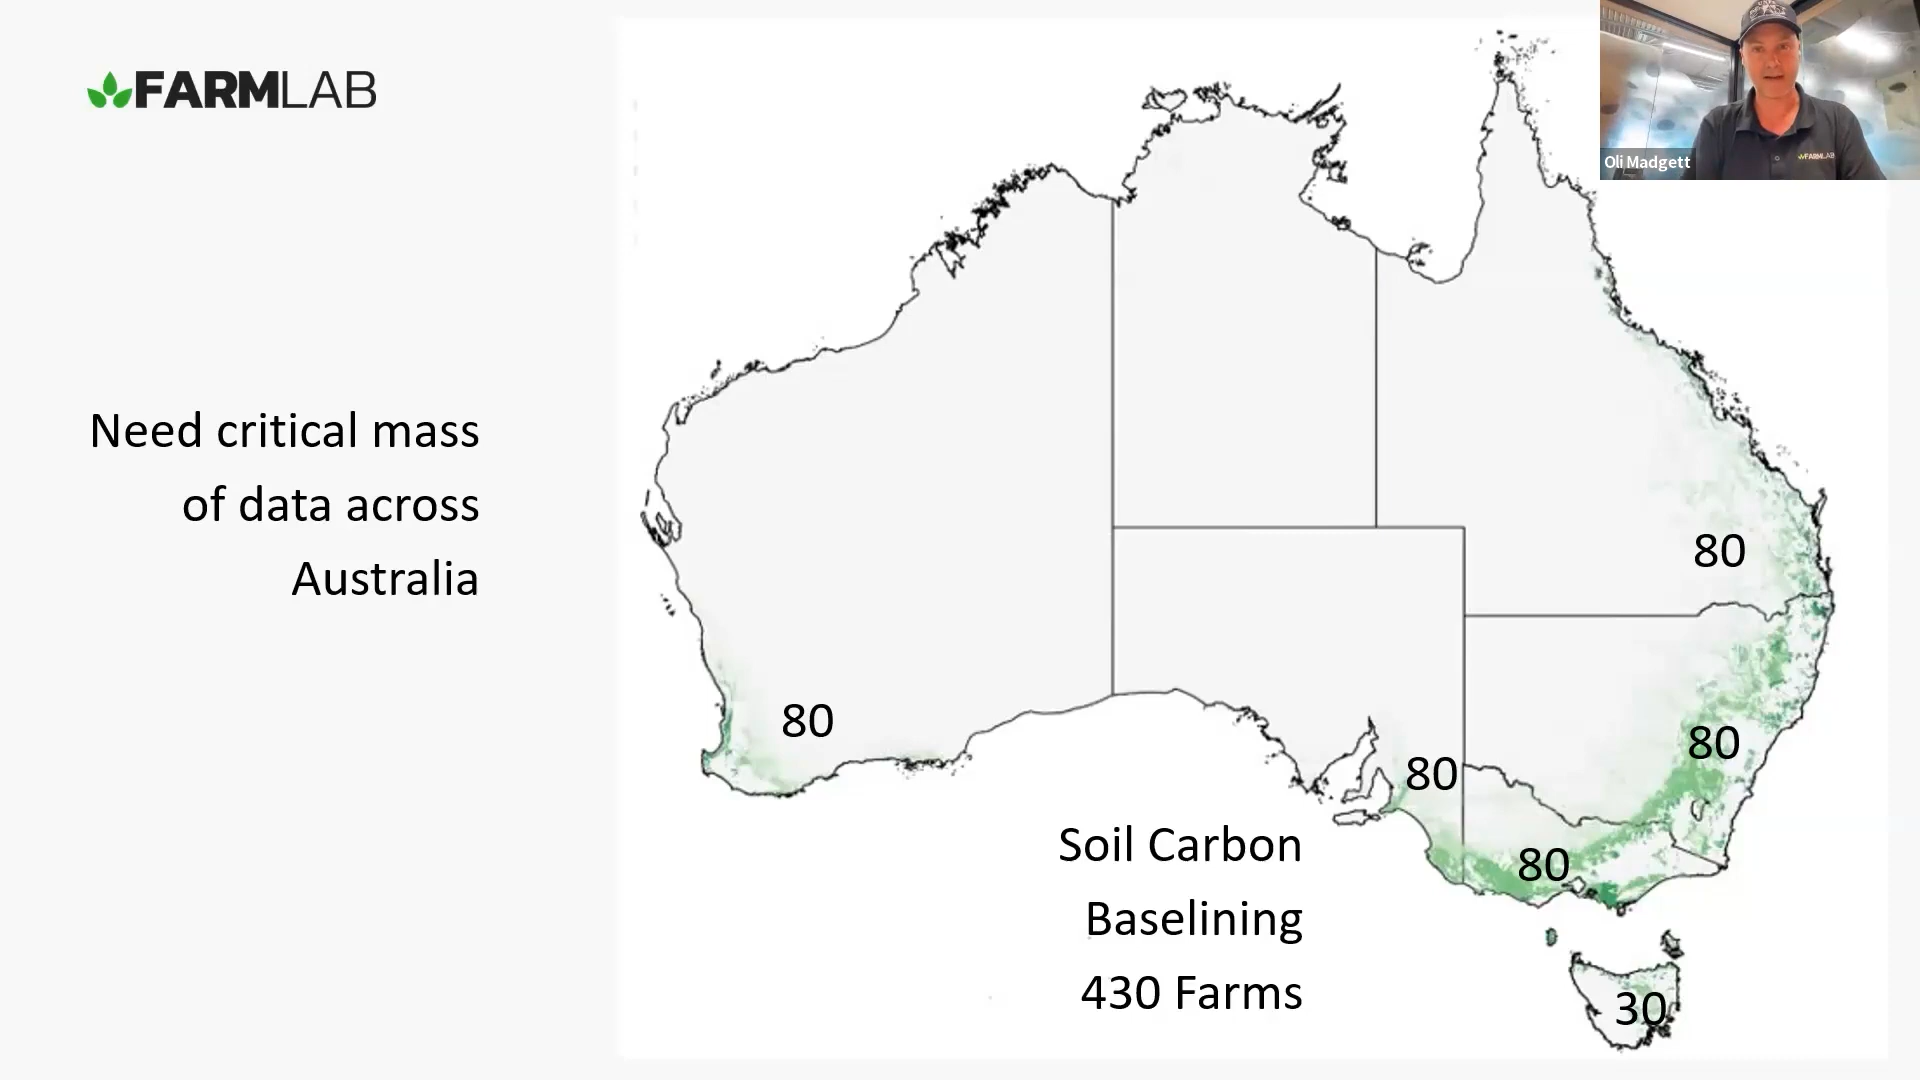 FARMLAB
Oli Madgett
FARMLAB
Need critical mass
of data across
Australia
80
80
80
80
80
Soil Carbon
Baselining
430 Farms
30